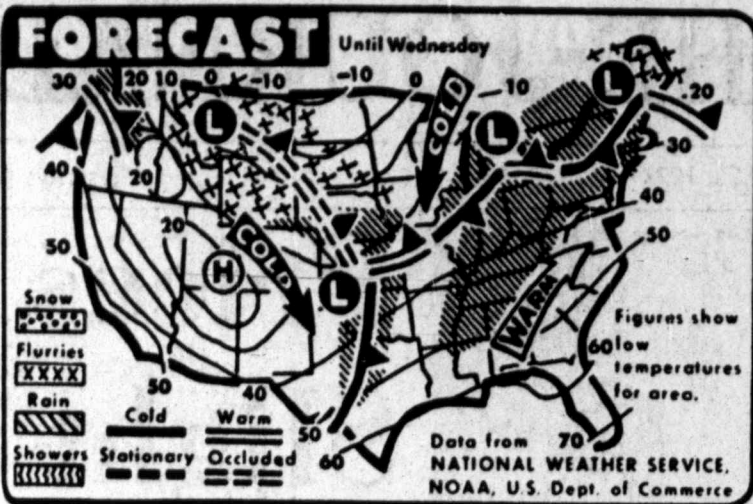 FORECAST
Until Wednesday
30 20 10 0 -10 -10 0 10 20
COLD
L
L
L
30
40
20
40
20
50
50
COLD
H
L
WARM
Snow
Flurries
XXXX
Rain
Showers
Cold
Warm
Stationary
Occluded
50
40
50
60
60
70
Figures show
low
temperatures
for area.
Data from
NATIONAL WEATHER SERVICE,
NOAA, U.S. Dept. of Commerce